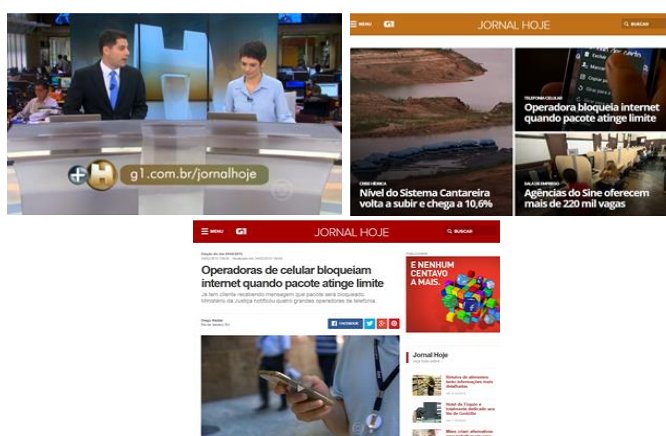 H
+H g1.com.br/jornalhoje
MENU G1 JORNAL HOJE BUSCAR
TELEFONIA CELULAR
Operadora bloqueia internet
quando pacote atinge limite
CRISE HÍDRICA
Nível do Sistema Cantareira
volta a subir e chega a 10,6%
SALA DE EMPREGO
Agências do Sine oferecem
mais de 220 mil vagas
MENU G1 JORNAL HOJE BUSCAR
Operadoras de celular bloqueiam
internet quando pacote atinge limite
Já tem cliente recebendo mensagem que pacote será bloqueado.
Ministério da Justiça notificou quatro grandes operadoras de telefonia.
FACEBOOK
E NENHUM
CENTAVO
A MAIS.
Jornal Hoje